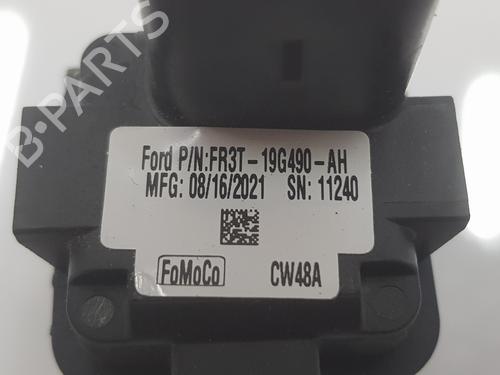 B-PARTS
Ford P/N:FR3T-19G490-AH
MFG: 08/16/2021 SN: 11240
FoMoCo CW48A